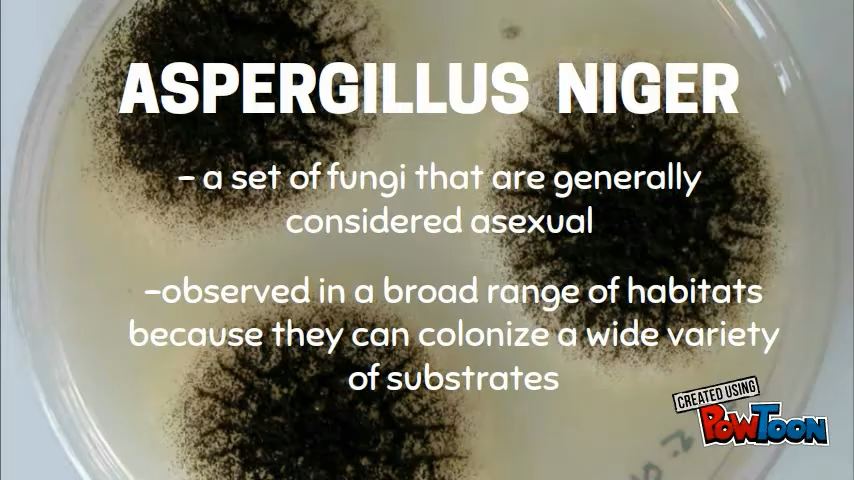 ASPERGILLUS NIGER
- a set of fungi that are generally
considered asexual
-observed in a broad range of habitats
because they can colonize a wide variety
of substrates
CREATED USING
POWTOON